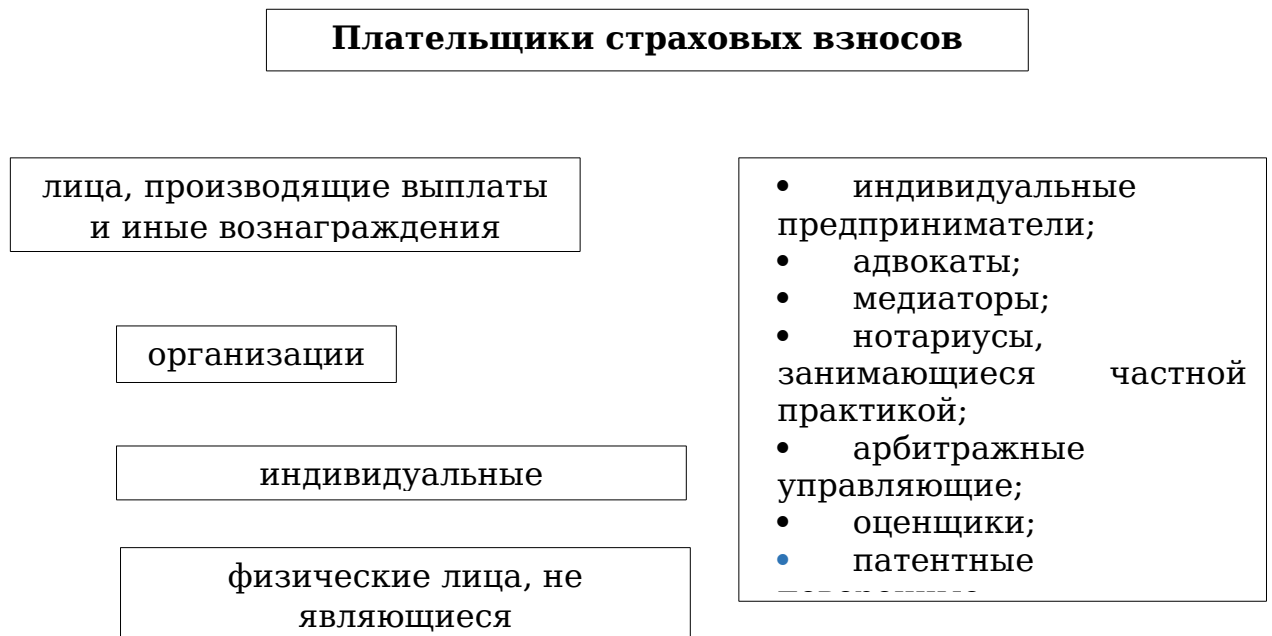 Плательщики страховых взносов
лица, производящие выплаты
и иные вознаграждения
организации
индивидуальные
физические лица, не
являющиеся
• индивидуальные
предприниматели;
• адвокаты;
• медиаторы;
• нотариусы,
занимающиеся частной
практикой;
• арбитражные
управляющие;
• оценщики;
• патентные